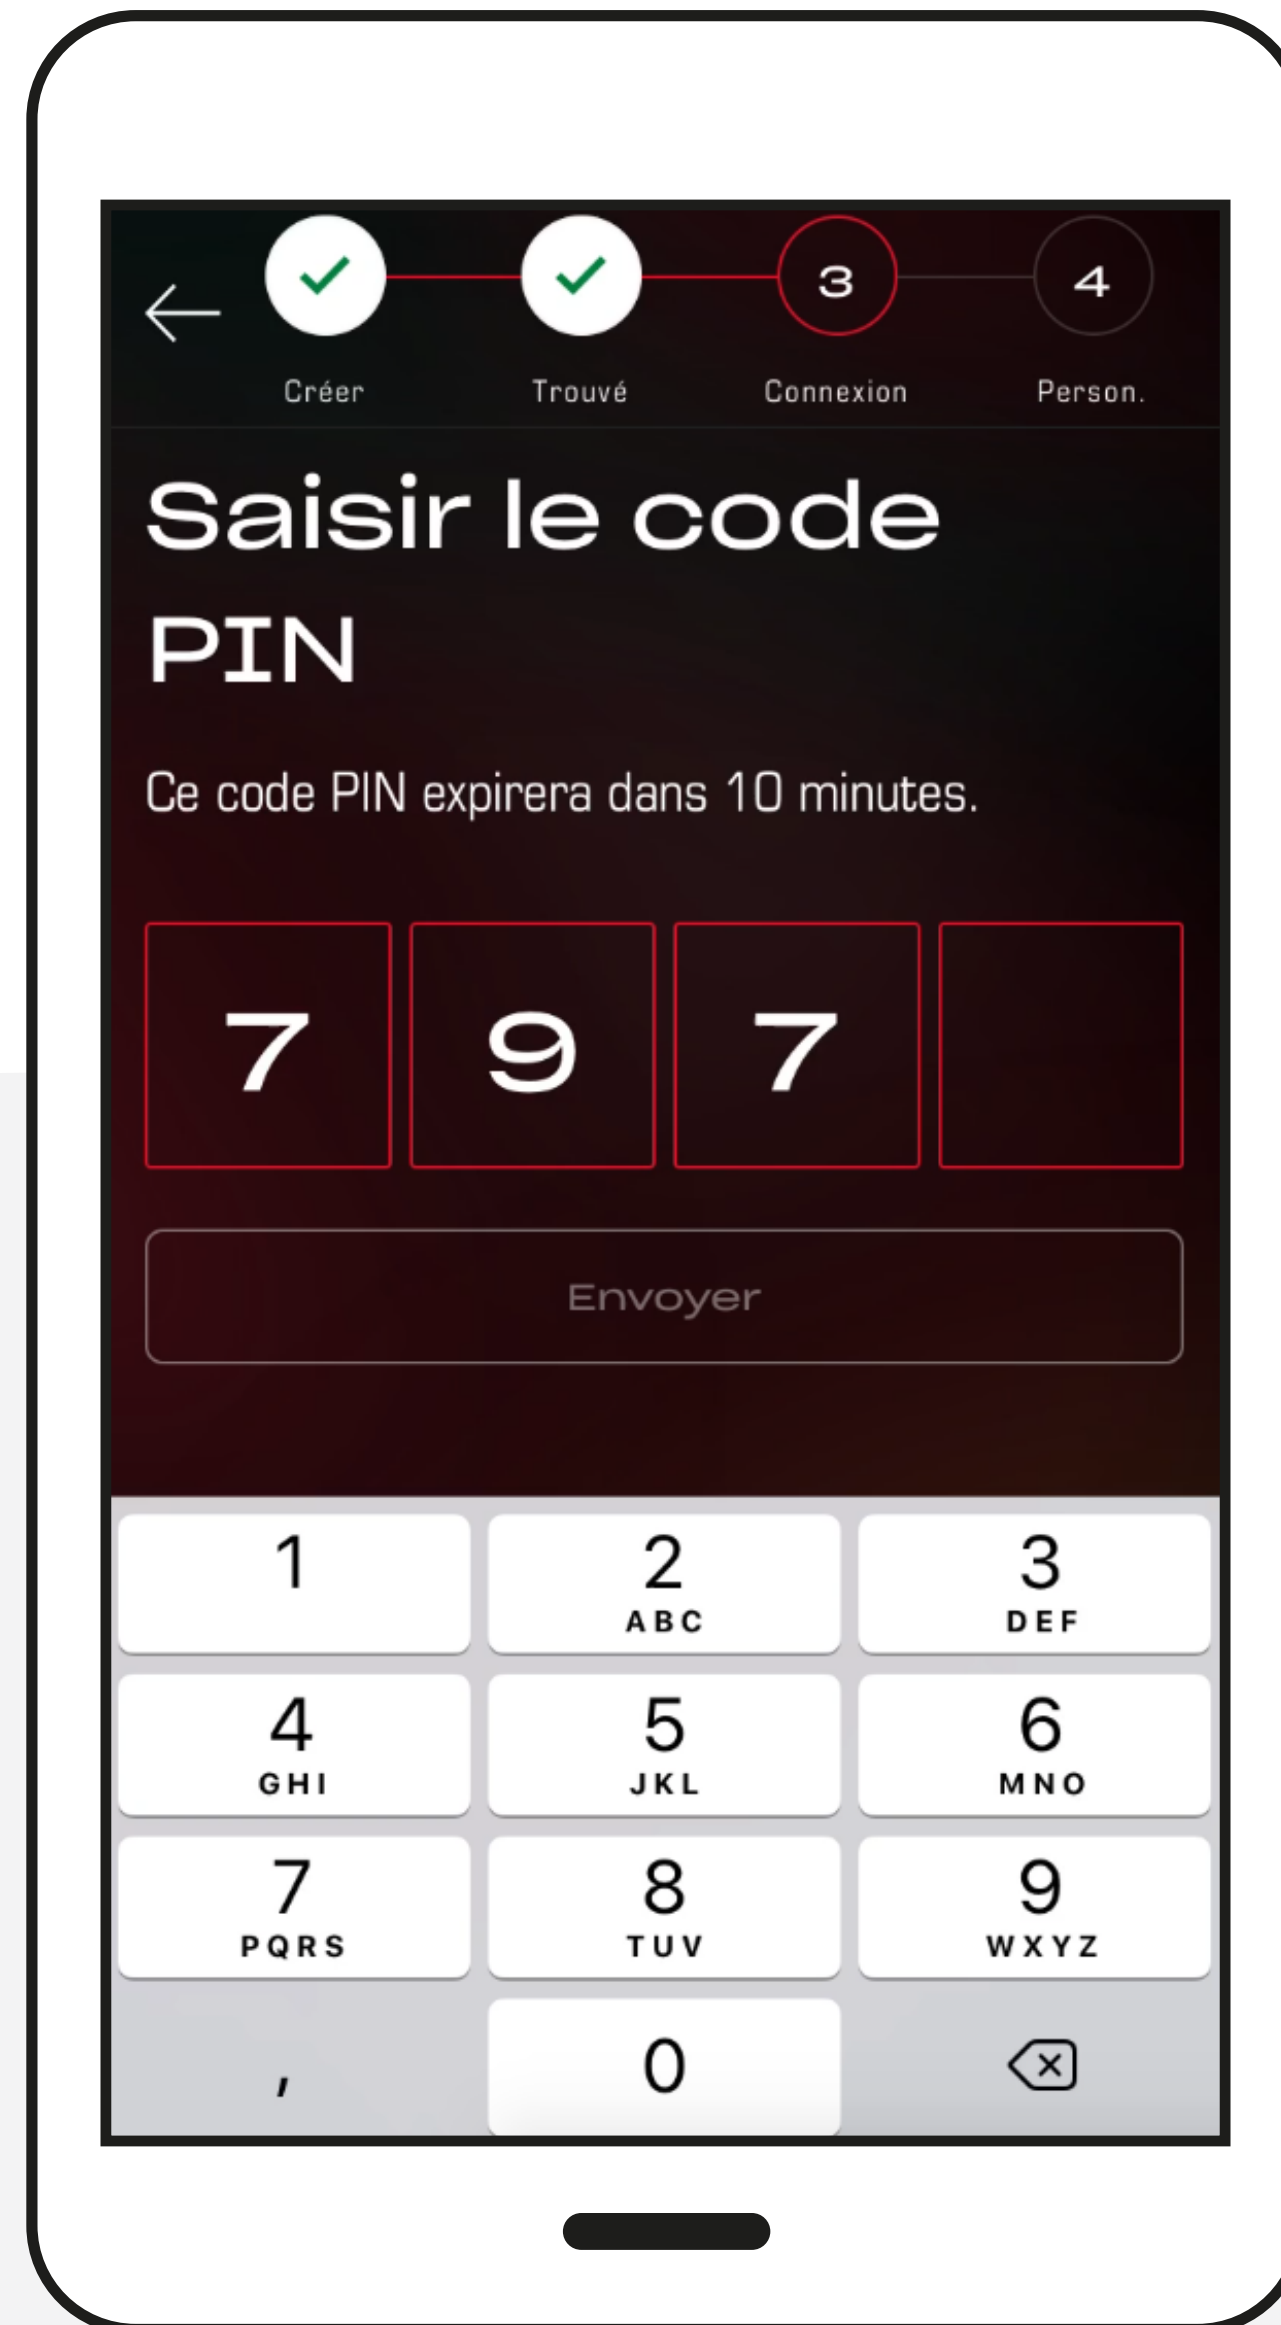 3
4
Créer
Trouvé
Connexion
Person.
Saisir le code
PIN
Ce code PIN expirera dans 10 minutes.
7 9 7
Envoyer
1 2 3
ABC DEF
4 5 6
GHI JKL MNO
7 8 9
PQRS TUV WXYZ
, 0